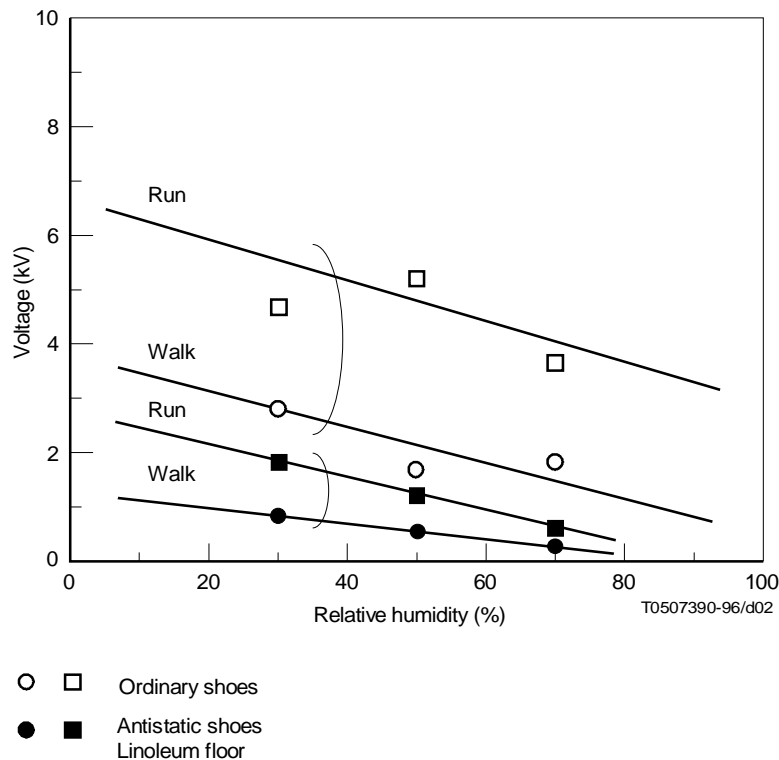 10
8
6
4
2
0
Voltage (kV)
Run
Walk
Run
Walk
0 20 40 60 80 100
Relative humidity (%)
T0507390-96/d02
Ordinary shoes
Antistatic shoes
Linoleum floor